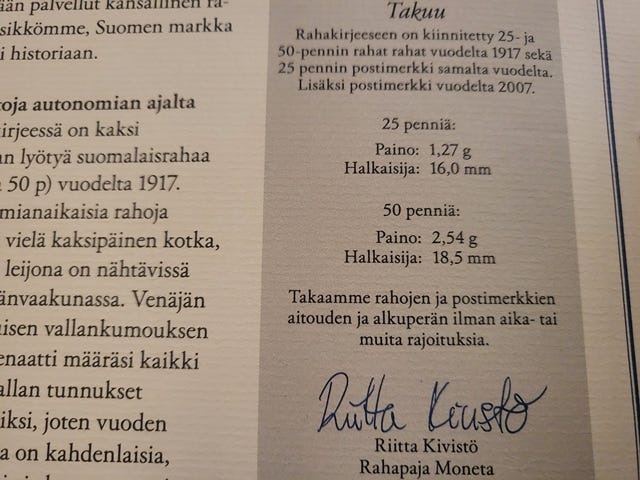 palvellut kansallinen ra-
sikkömme, Suomen markka
i historiaan.
oja autonomian ajalta
irjeessä on kaksi
an lyötyä suomalaisrahaa
50 p) vuodelta 1917.
mianaikaisia rahoja
vielä kaksipäinen kotka,
leijona on nähtävissä
änvaakunassa. Venäjän
uisen vallankumouksen
enaatti määräsi kaikki
allan tunnukset
iksi, joten vuoden
a on kahdenlaisia,
Takuu
Rahakirjeeseen on kiinnitetty 25- ja
50-pennin rahat rahat vuodelta 1917 sekä
25 pennin postimerkki samalta vuodelta.
Lisäksi postimerkki vuodelta 2007.
25 penniä:
Paino: 1,27 g
Halkaisija: 16,0 mm
50 penniä:
Paino: 2,54 g
Halkaisija: 18,5 mm
Takaamme rahojen ja postimerkkien
aitouden ja alkuperän ilman aika- tai
muita rajoituksia.
Riitta Kivistö
Riitta Kivistö
Rahapaja Moneta